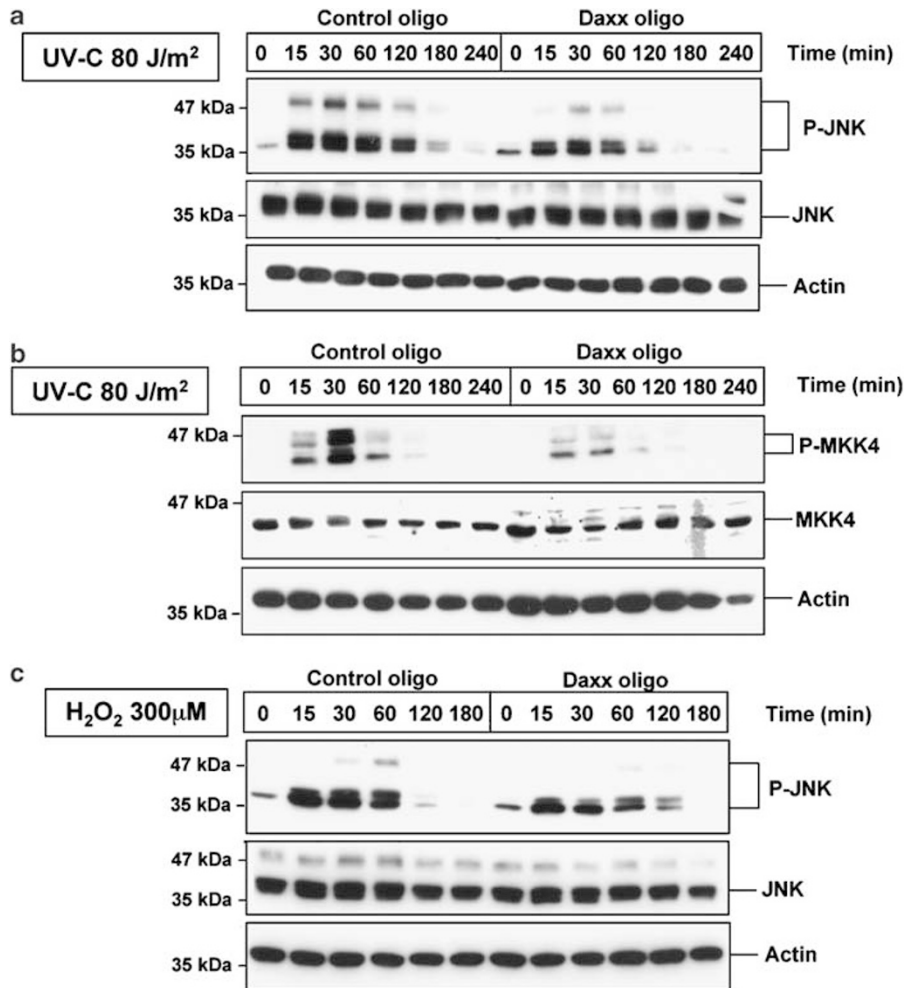 a
Control oligo Daxx oligo
UV-C 80 J/m²
0 15 30 60 120 180 240 0 15 30 60 120 180 240 Time (min)
47 kDa
P-JNK
35 kDa
35 kDa JNK
35 kDa Actin
b
Control oligo Daxx oligo
UV-C 80 J/m²
0 15 30 60 120 180 240 0 15 30 60 120 180 240 Time (min)
47 kDa
P-MKK4
47 kDa
MKK4
35 kDa Actin
c
Control oligo Daxx oligo
H₂O₂ 300μM
0 15 30 60 120 180 0 15 30 60 120 180 Time (min)
47 kDa
P-JNK
35 kDa
47 kDa
35 kDa JNK
35 kDa Actin